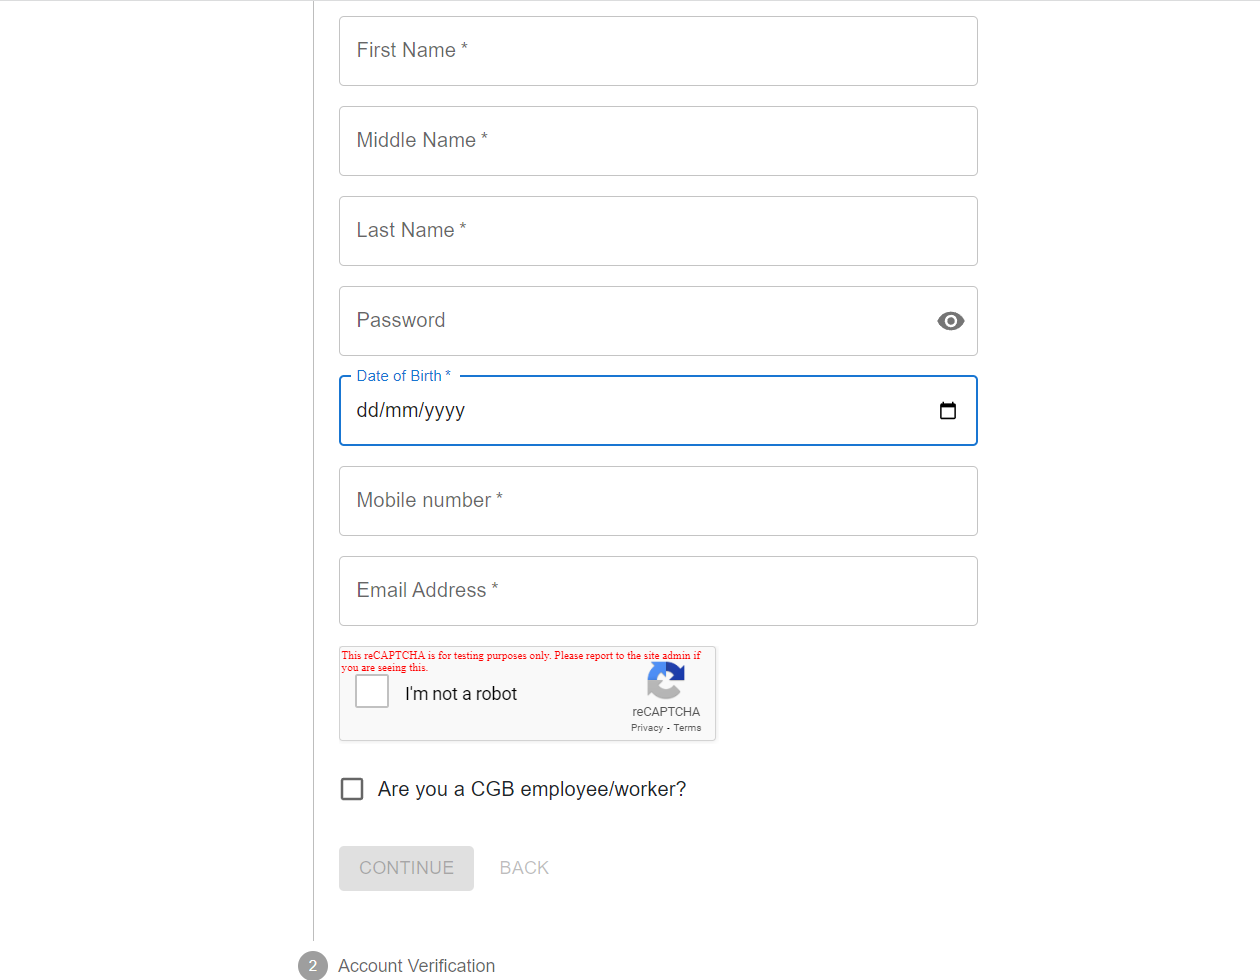 First Name *
Middle Name *
Last Name *
Password
Date of Birth *
dd/mm/yyyy
Mobile number *
Email Address *
This reCAPTCHA is for testing purposes only. Please report to the site admin if
you are seeing this.
I'm not a robot
reCAPTCHA
Privacy - Terms
Are you a CGB employee/worker?
CONTINUE BACK
2 Account Verification